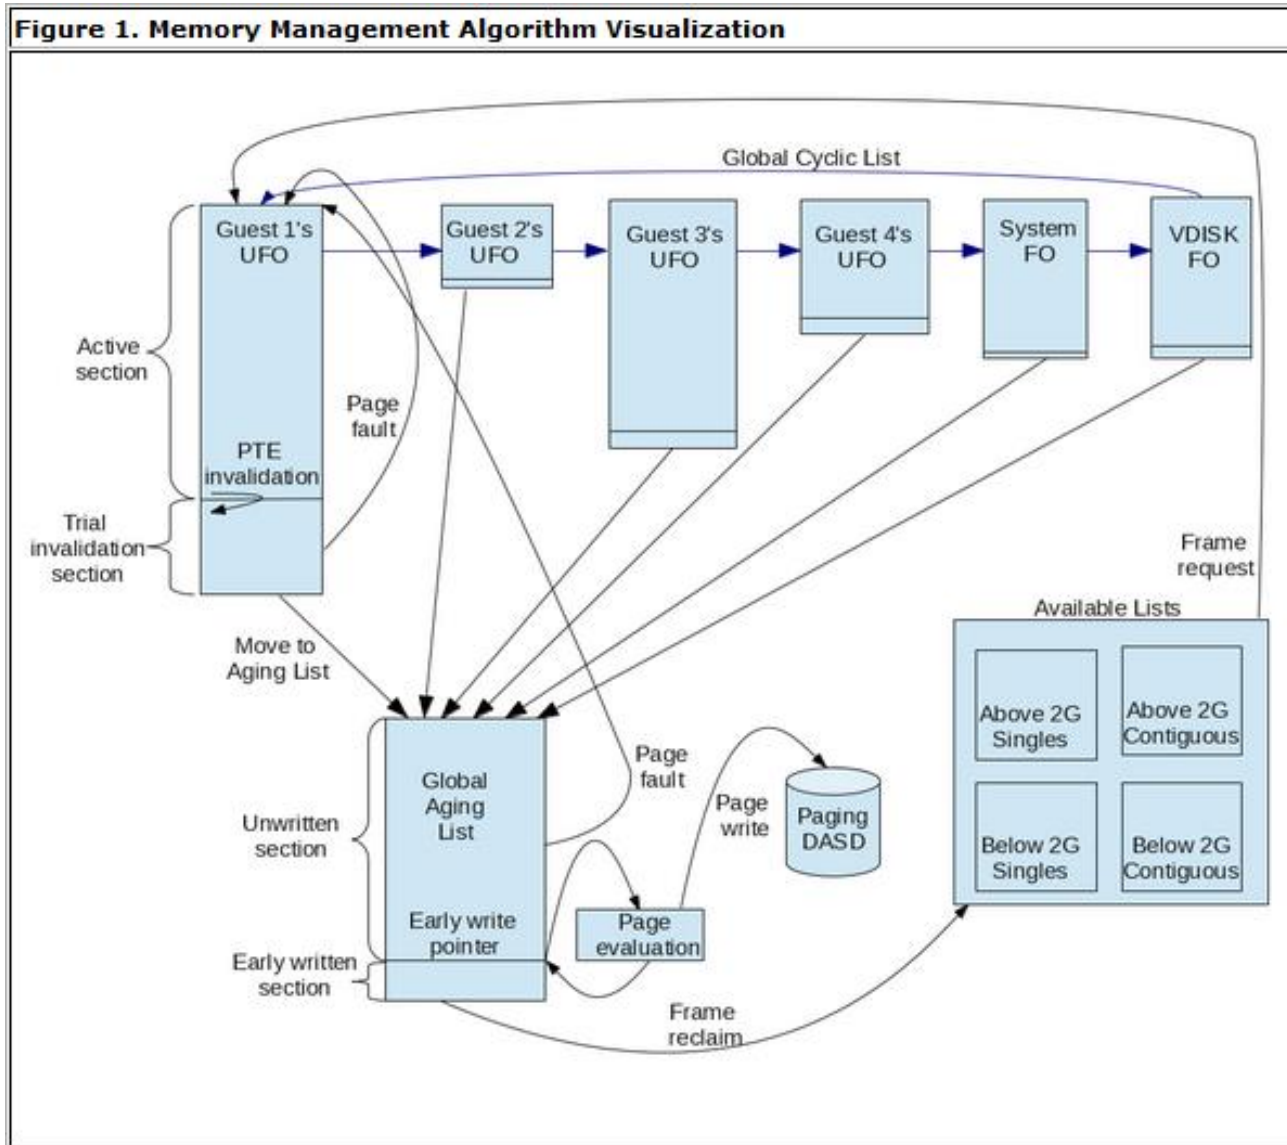 Figure 1. Memory Management Algorithm Visualization
Global Cyclic List
Guest 1's
UFO
Guest 2's
UFO
Guest 3's
UFO
Guest 4's
UFO
System
FO
VDISK
FO
Active
section
Page
fault
PTE
invalidation
Trial
invalidation
section
Frame
request
Available Lists
Move to
Aging List
Above 2G
Singles
Above 2G
Contiguous
Below 2G
Singles
Below 2G
Contiguous
Page
fault
Global
Aging
List
Page
write
Paging
DASD
Unwritten
section
Early write
pointer
Page
evaluation
Early written
section
Frame
reclaim